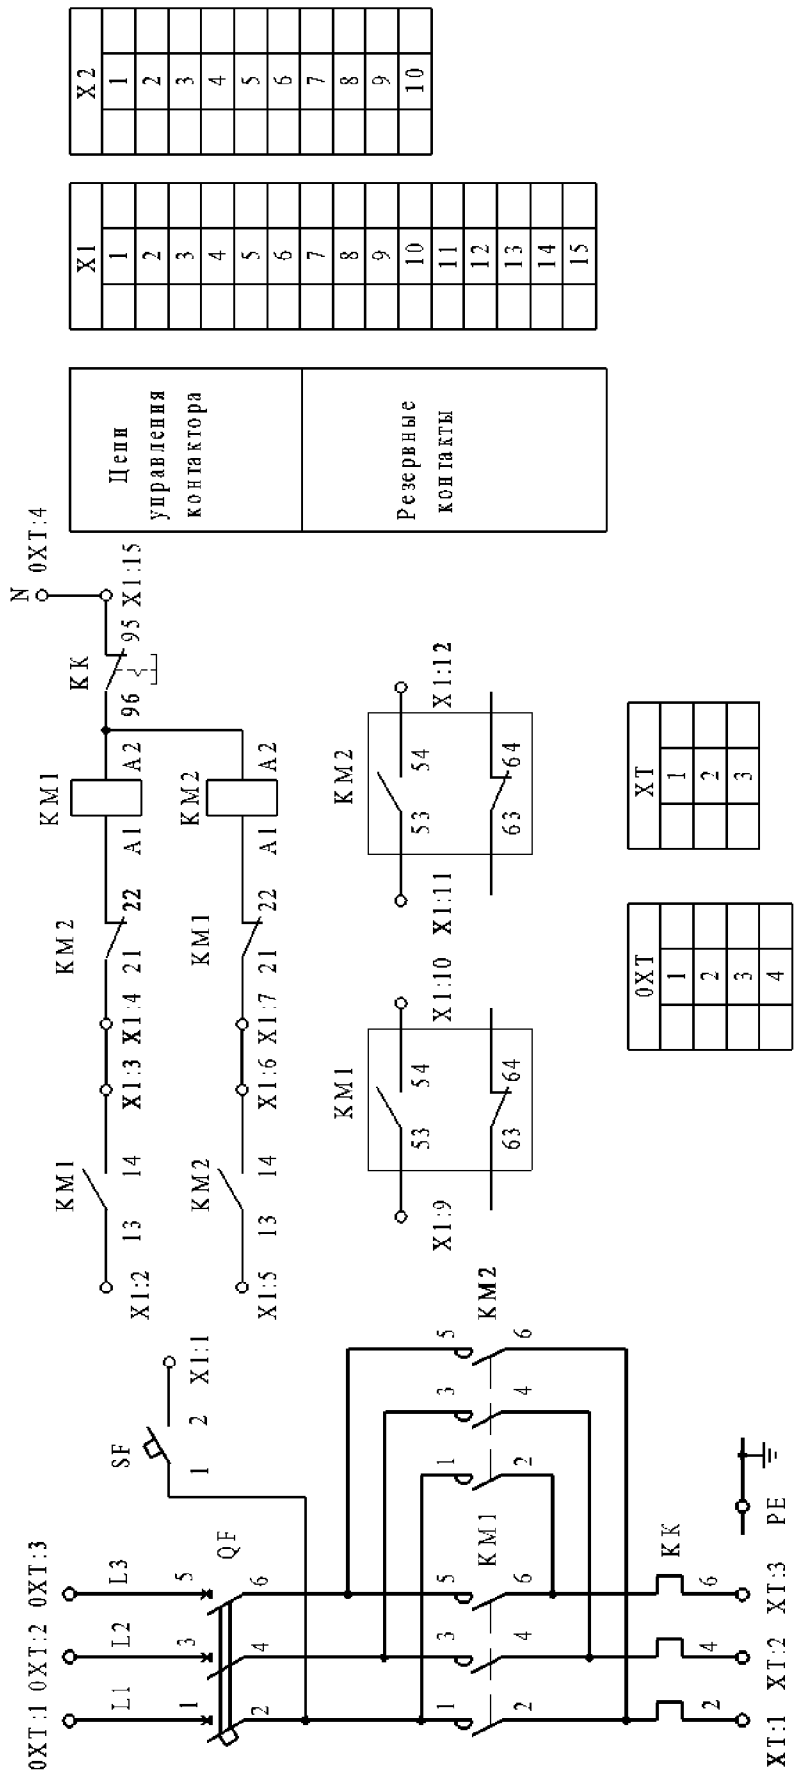 0XT:1 0XT:2 0XT:3
L1 L2 L3
1 3 5
QF
2 4 6
SF
1 2
X1:1
KM1
1 3 5
2 4 6
KM2
1 3 5
2 4 6
KK
2 4 6
XT:1 XT:2 XT:3 PE
KM1
13 14
X1:2 X1:3 X1:4
KM2
21 22
KM1
A1 A2
KK
96 95
N
0XT:4
X1:15
KM2
13 14
X1:5 X1:6 X1:7
KM1
21 22
KM2
A1 A2
KM1
53 54
63 64
X1:9 X1:10
KM2
53 54
63 64
X1:11 X1:12
Цепи
управления
контактора
Резервные
контакты
X1
1
2
3
4
5
6
7
8
9
10
11
12
13
14
15
X2
1
2
3
4
5
6
7
8
9
10
0XT
1
2
3
4
XT
1
2
3